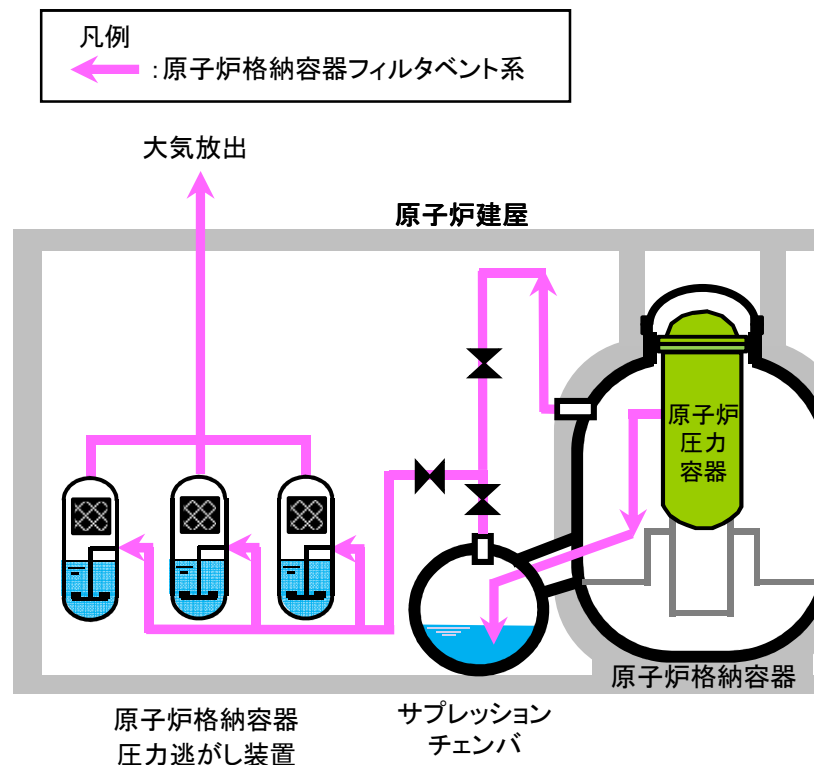 凡例
：原子炉格納容器フィルタベント系
大気放出
原子炉建屋
原子炉
圧力
容器
原子炉格納容器
サプレッション
チェンバ
原子炉格納容器
圧力逃がし装置